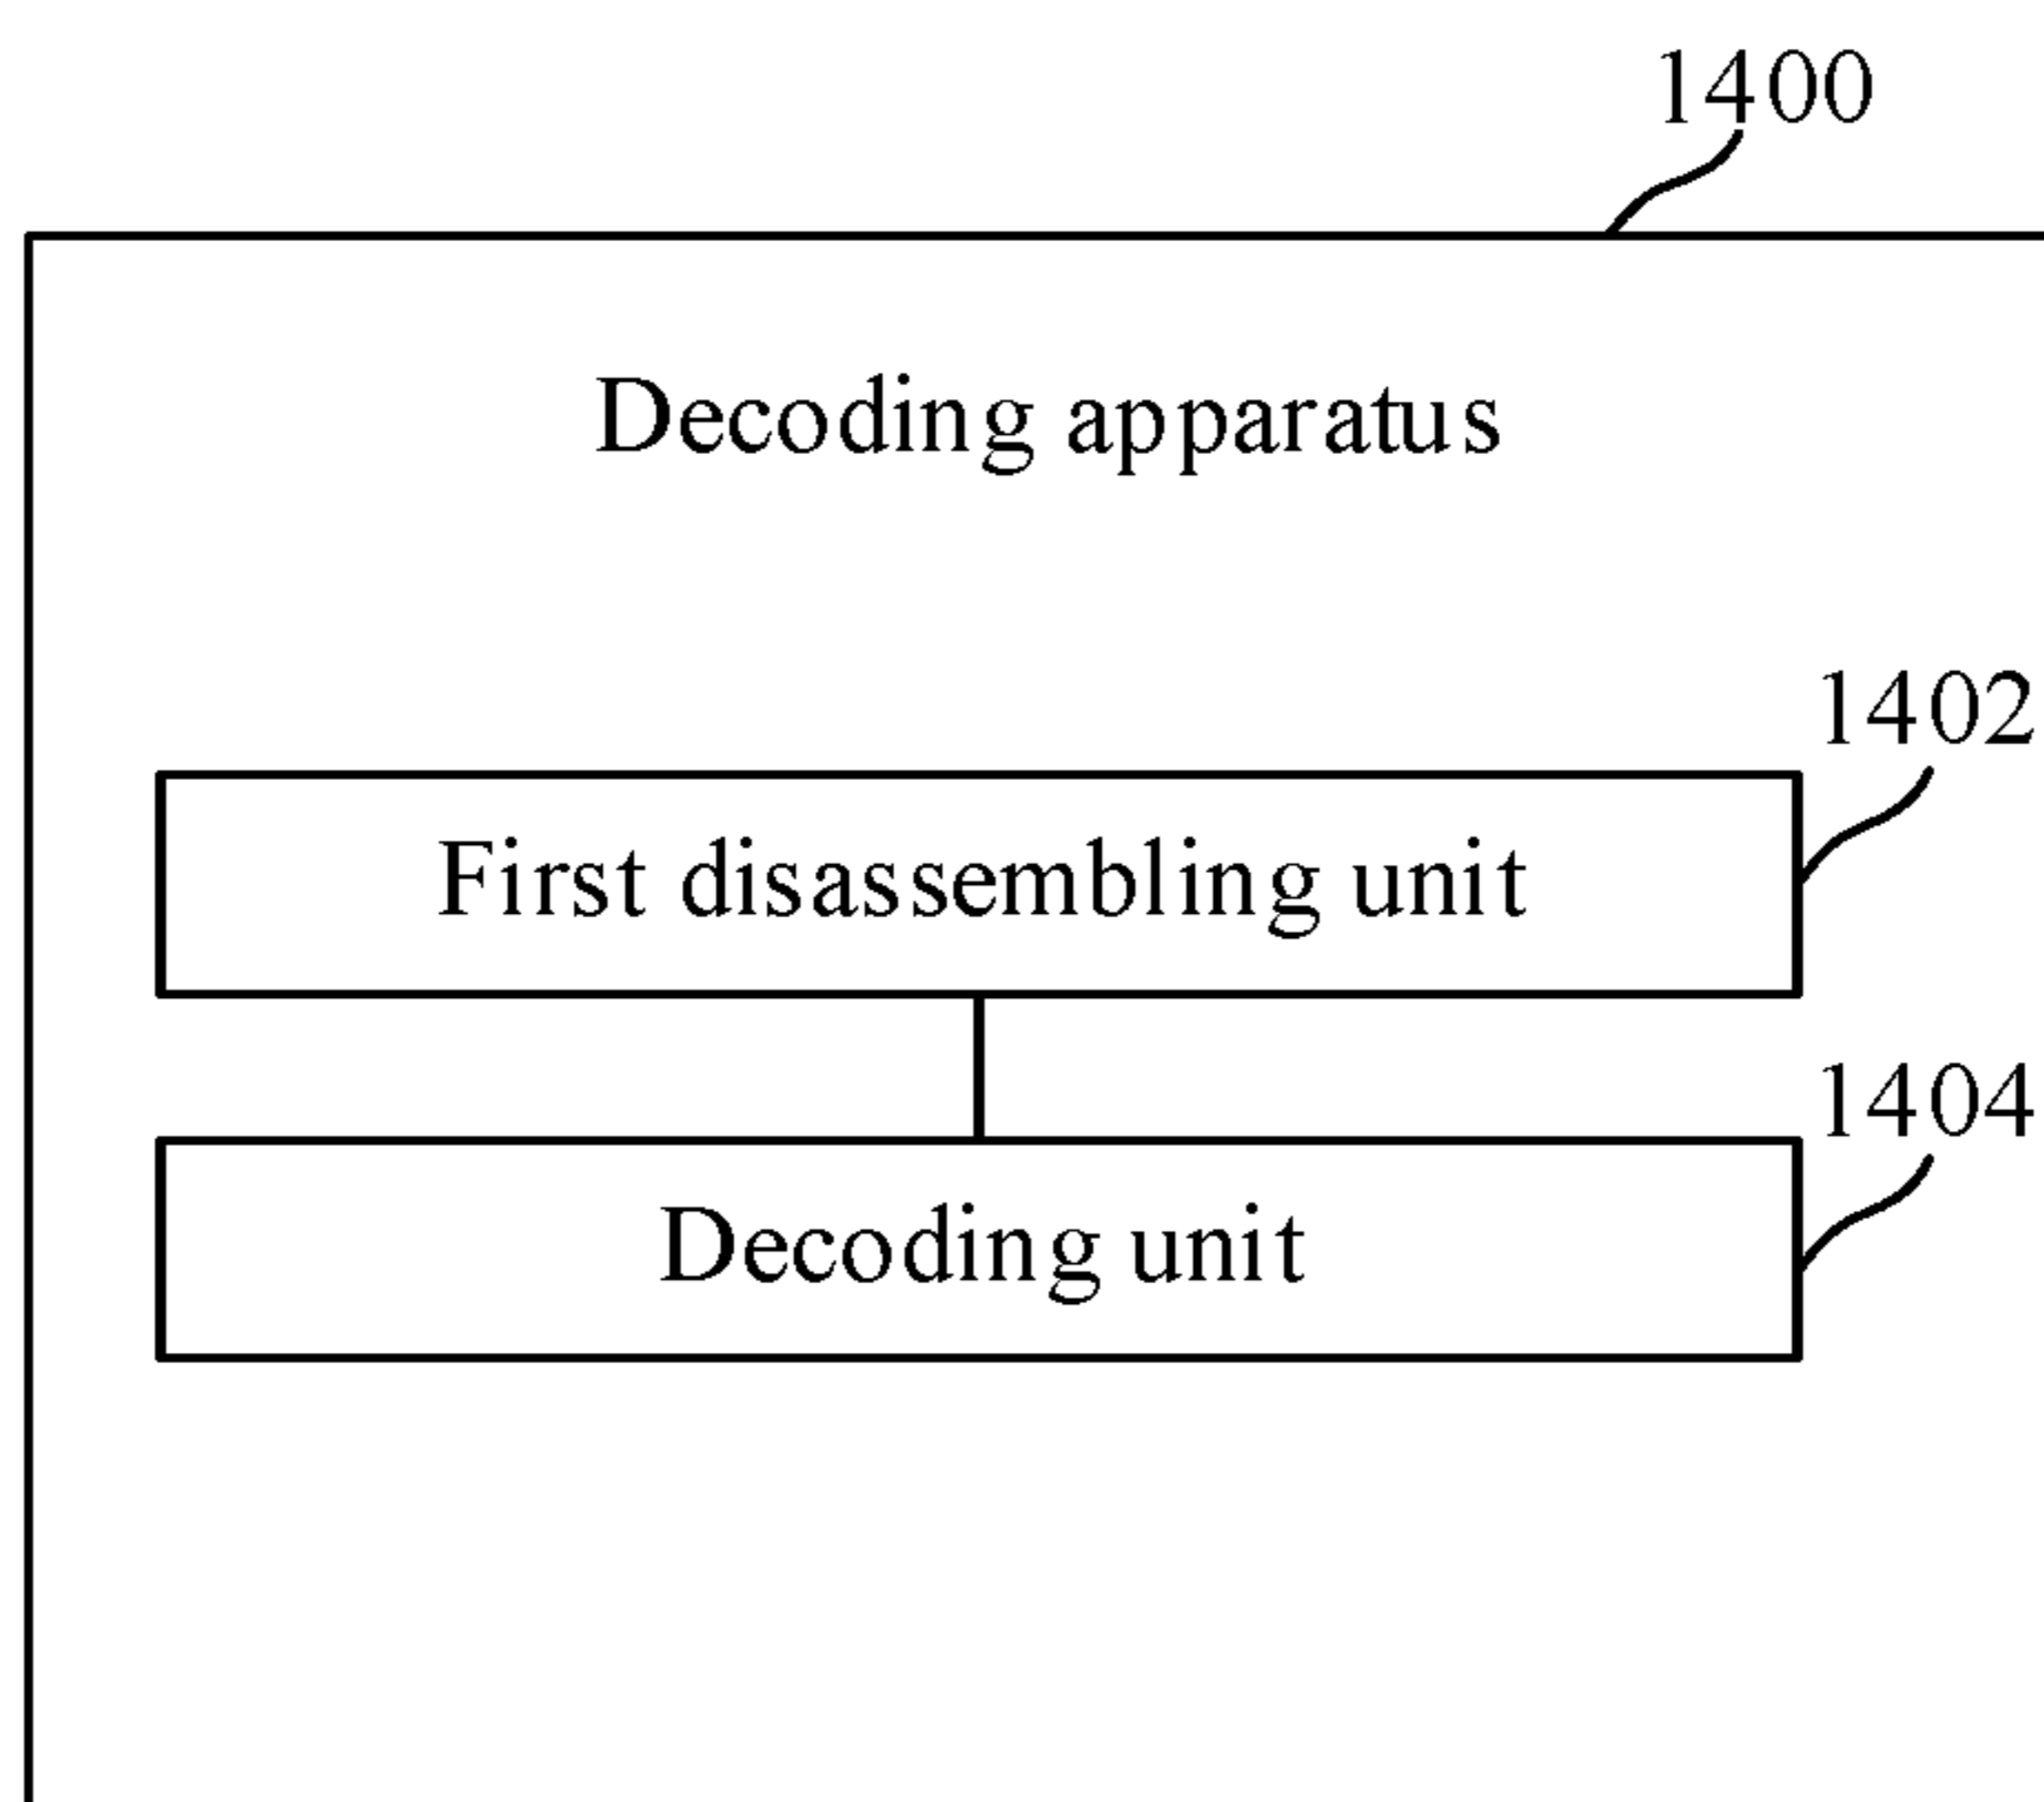 1400
Decoding apparatus
1402
First disassembling unit
1404
Decoding unit